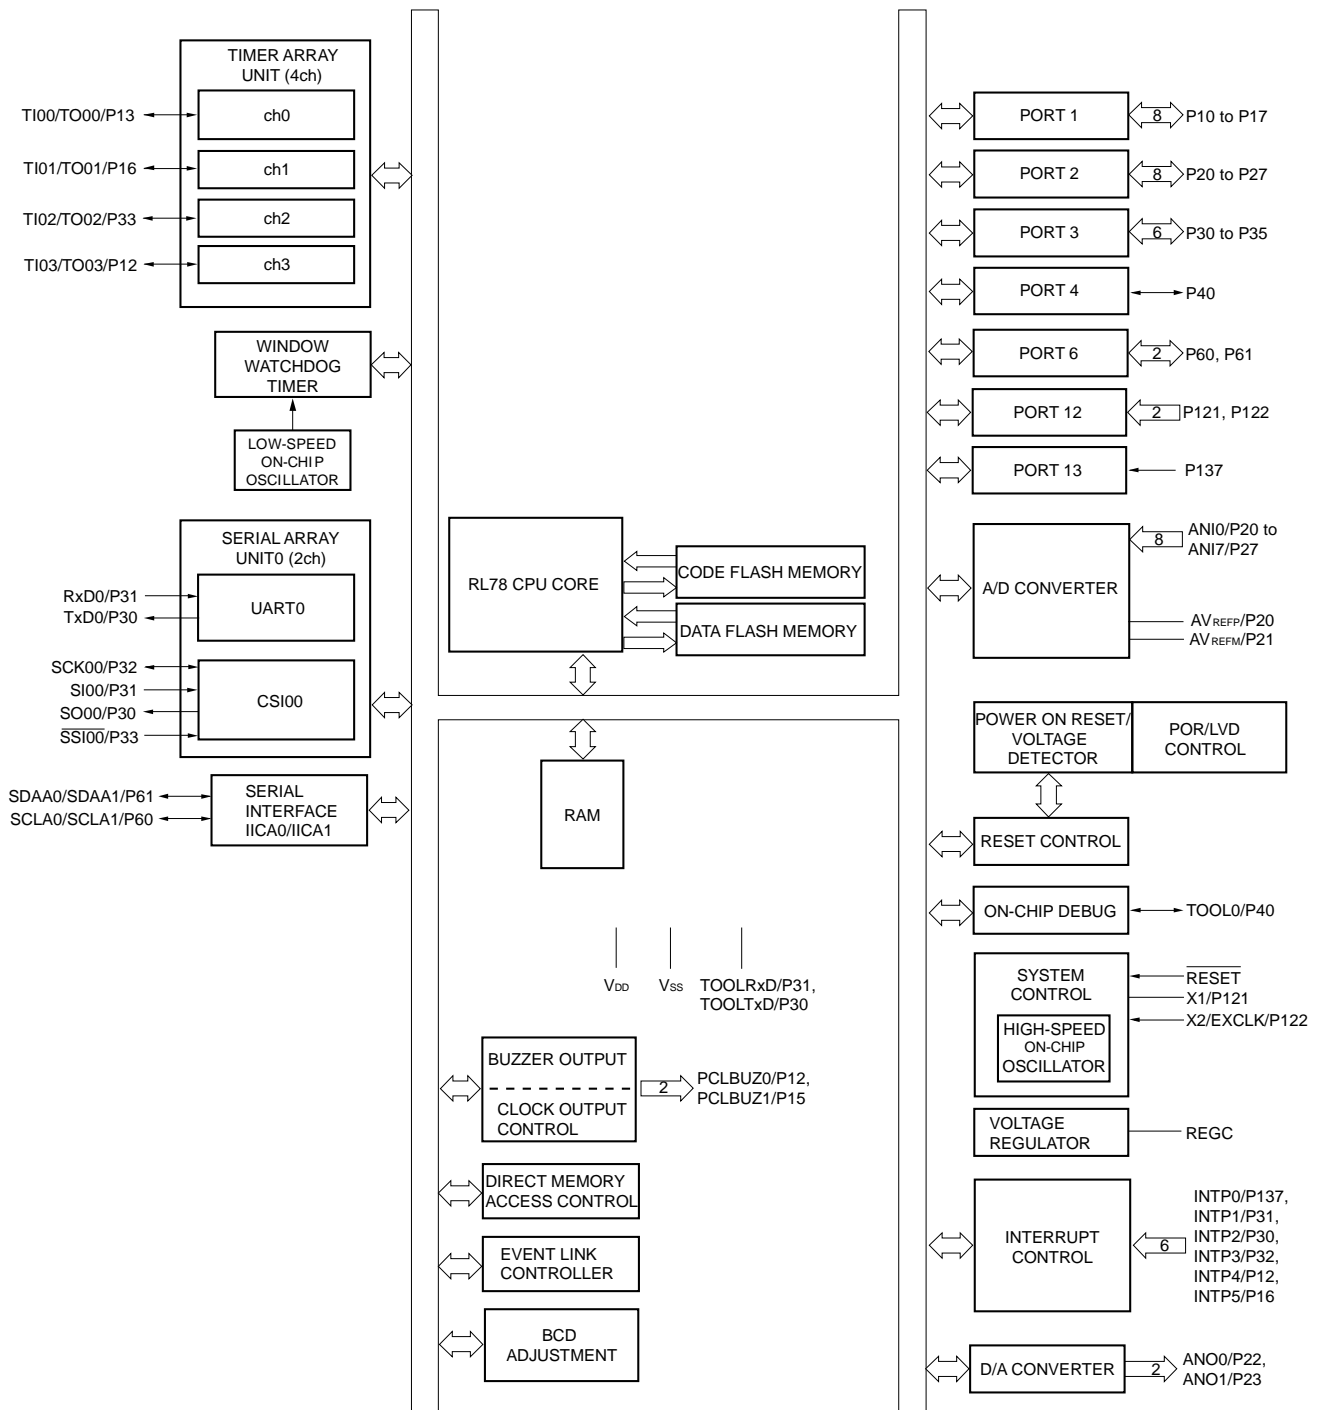 TIMER ARRAY
UNIT (4ch)
TI00/TO00/P13
ch0
TI01/TO01/P16
ch1
TI02/TO02/P33
ch2
TI03/TO03/P12
ch3
WINDOW
WATCHDOG
TIMER
LOW-SPEED
ON-CHIP
OSCILLATOR
SERIAL ARRAY
UNIT0 (2ch)
RxD0/P31
TxD0/P30
UART0
SCK00/P32
SI00/P31
SO00/P30
SSI00/P33
CSI00
SDAA0/SDAA1/P61
SCLA0/SCLA1/P60
SERIAL
INTERFACE
IICA0/IICA1
RL78 CPU CORE
CODE FLASH MEMORY
DATA FLASH MEMORY
RAM
VDD
VSS
TOOLRxD/P31,
TOOLTxD/P30
BUZZER OUTPUT
CLOCK OUTPUT
CONTROL
2
PCLBUZ0/P12,
PCLBUZ1/P15
DIRECT MEMORY
ACCESS CONTROL
EVENT LINK
CONTROLLER
BCD
ADJUSTMENT
PORT 1
8
P10 to P17
PORT 2
8
P20 to P27
PORT 3
6
P30 to P35
PORT 4
P40
PORT 6
2
P60, P61
PORT 12
2
P121, P122
PORT 13
P137
A/D CONVERTER
8
ANI0/P20 to
ANI7/P27
AVREFP/P20
AVREFM/P21
POWER ON RESET/
VOLTAGE
DETECTOR
POR/LVD
CONTROL
RESET CONTROL
ON-CHIP DEBUG
TOOL0/P40
SYSTEM
CONTROL
HIGH-SPEED
ON-CHIP
OSCILLATOR
RESET
X1/P121
X2/EXCLK/P122
VOLTAGE
REGULATOR
REGC
INTERRUPT
CONTROL
6
INTP0/P137,
INTP1/P31,
INTP2/P30,
INTP3/P32,
INTP4/P12,
INTP5/P16
D/A CONVERTER
2
ANO0/P22,
ANO1/P23